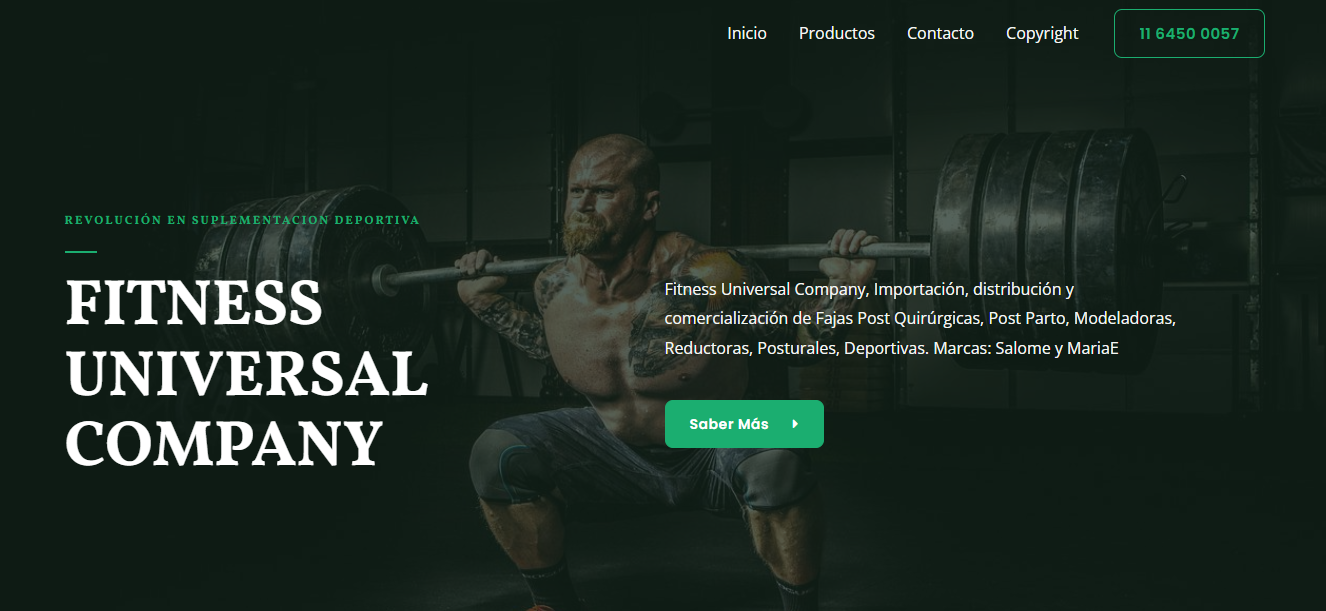 Inicio Productos Contacto Copyright 11 6450 0057
REVOLUCIÓN EN SUPLEMENTACION DEPORTIVA
FITNESS
UNIVERSAL
COMPANY
Fitness Universal Company, Importación, distribución y
comercialización de Fajas Post Quirúrgicas, Post Parto, Modeladoras,
Reductoras, Posturales, Deportivas. Marcas: Salome y MariaE
Saber Más